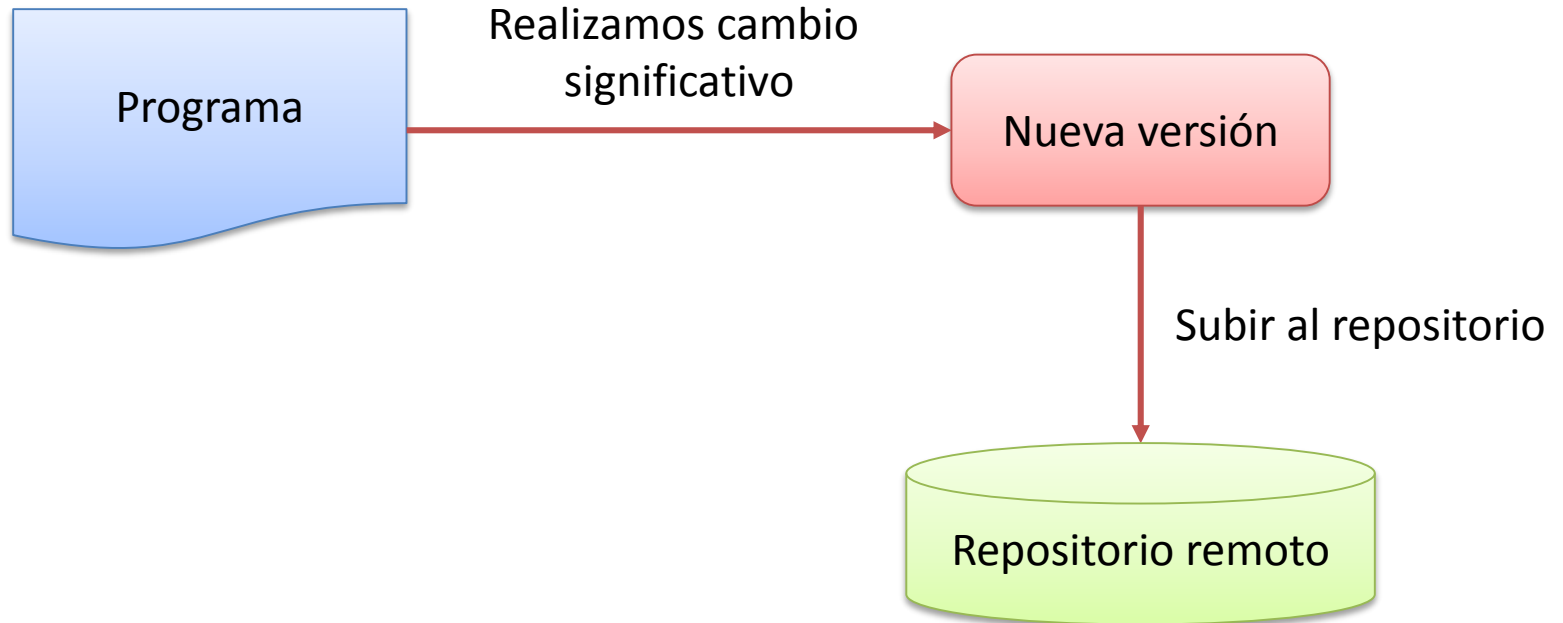 Realizamos cambio
significativo
Programa
Nueva versión
Subir al repositorio
Repositorio remoto